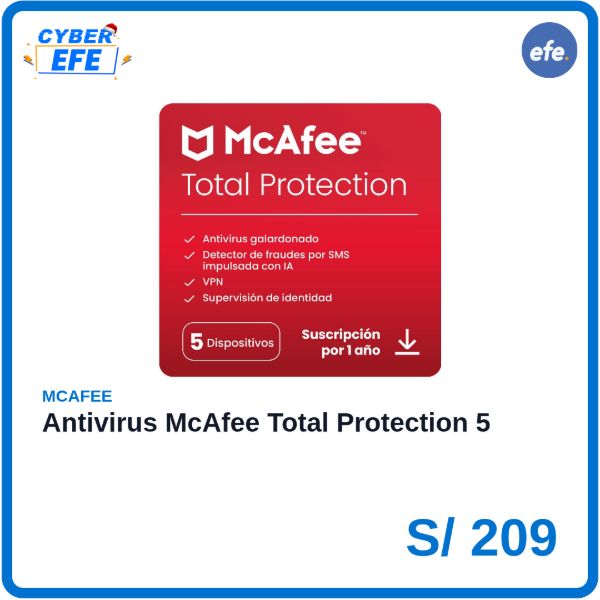 CYBER
EFE
efe.
McAfee™
Total Protection
Antivirus galardonado
Detector de fraudes por SMS
impulsada con IA
VPN
Supervisión de identidad
5 Dispositivos
Suscripción
por 1 año
MCAFEE
Antivirus McAfee Total Protection 5
S/ 209